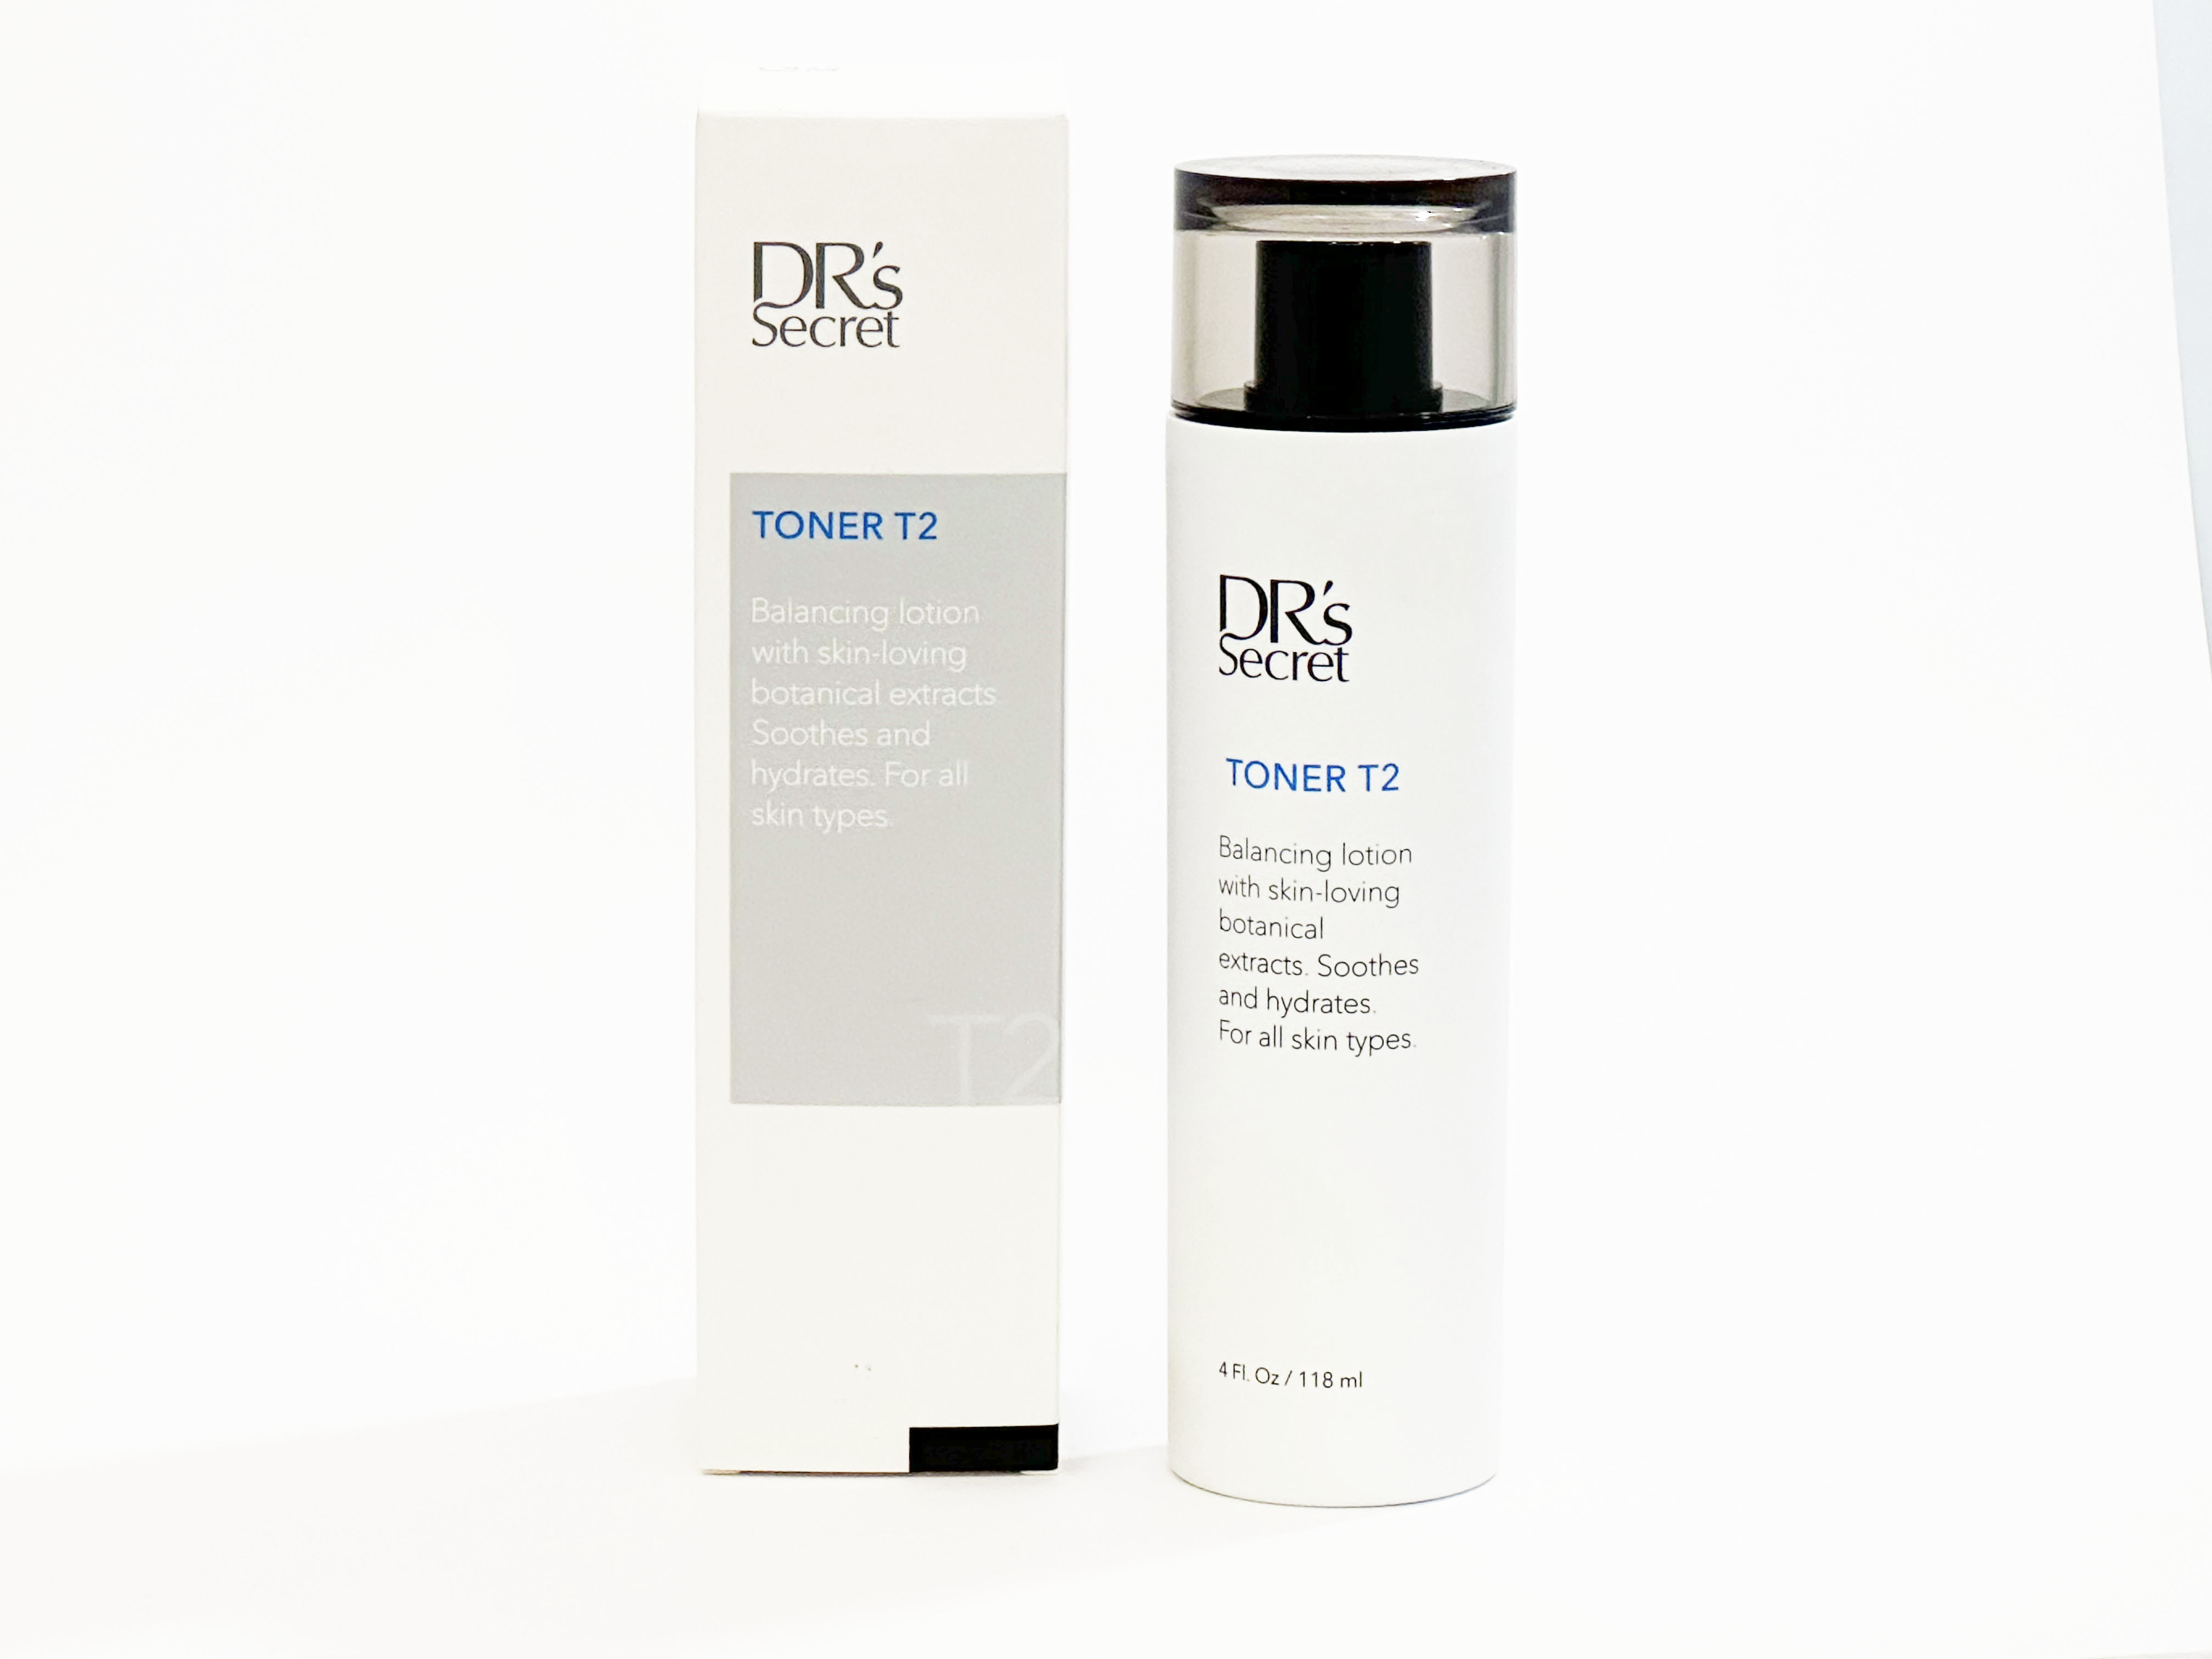 DR's
Secret
TONER T2
Balancing lotion
with skin-loving
botanical extracts
Soothes and
hydrates. For all
skin types.
T2
DR's
Secret
TONER T2
Balancing lotion
with skin-loving
botanical
extracts. Soothes
and hydrates.
For all skin types.
4 Fl. Oz / 118 ml